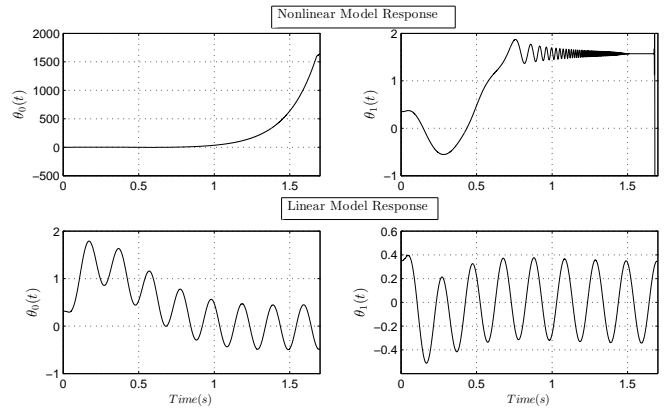 Nonlinear Model Response
2000
1500
1000
500
0
−500
θ₀(t)
0 0.5 1 1.5
2
1
0
−1
θ₁(t)
0 0.5 1 1.5
Linear Model Response
2
1
0
−1
θ₀(t)
0 0.5 1 1.5
Time(s)
0.6
0.4
0.2
0
−0.2
−0.4
θ₁(t)
0 0.5 1 1.5
Time(s)